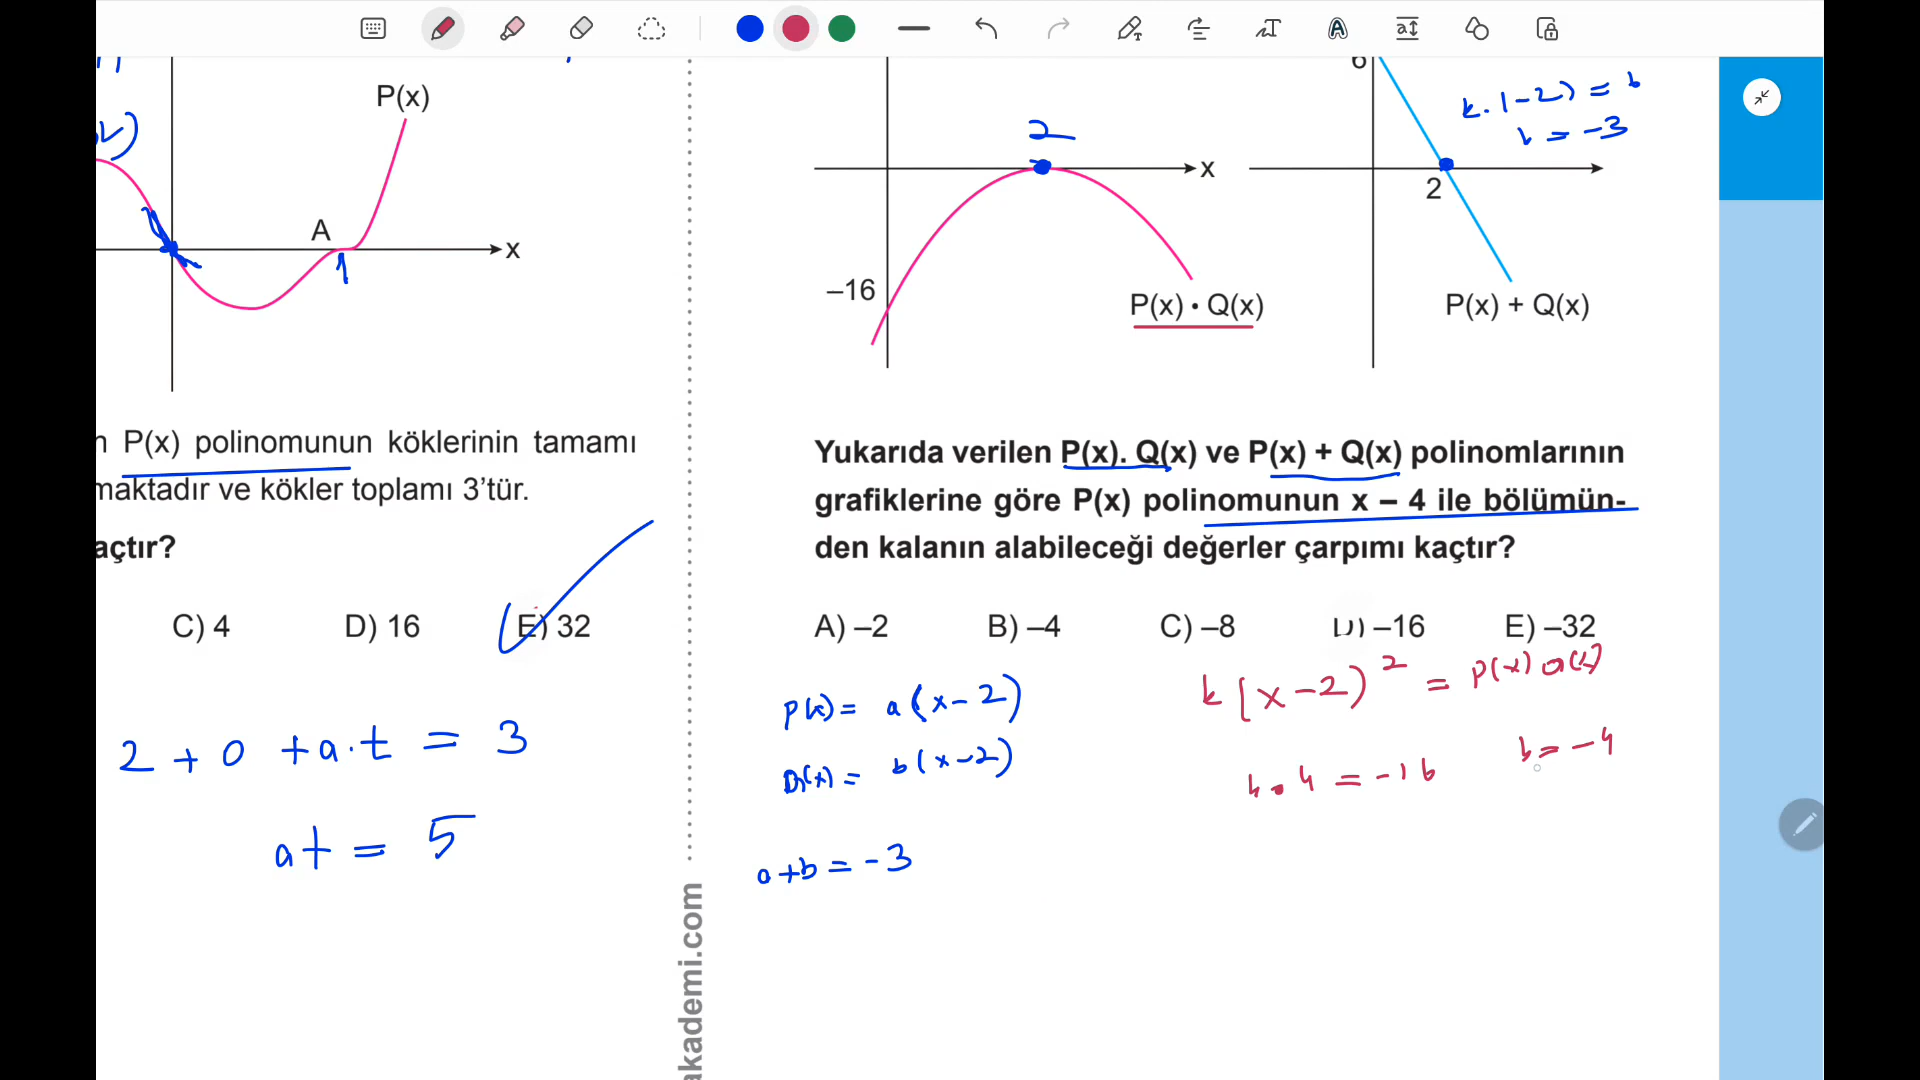 P(x)
A
1
x
n P(x) polinomunun köklerinin tamamı
maktadır ve kökler toplamı 3'tür.
açtır?
C) 4 D) 16 E) 32
2 + 0 + a.t = 3
at = 5
akademi.com
2
x
–16
P(x) • Q(x)
6
k.(-2) = 6
k = -3
2
P(x) + Q(x)
Yukarıda verilen P(x). Q(x) ve P(x) + Q(x) polinomlarının
grafiklerine göre P(x) polinomunun x – 4 ile bölümün-
den kalanın alabileceği değerler çarpımı kaçtır?
A) –2 B) –4 C) –8 D) –16 E) –32
P(x) = a(x-2)
Q(x) = b(x-2)
a+b = -3
k(x-2)² = P(x) Q(x)
k.4 = -16
k = -4